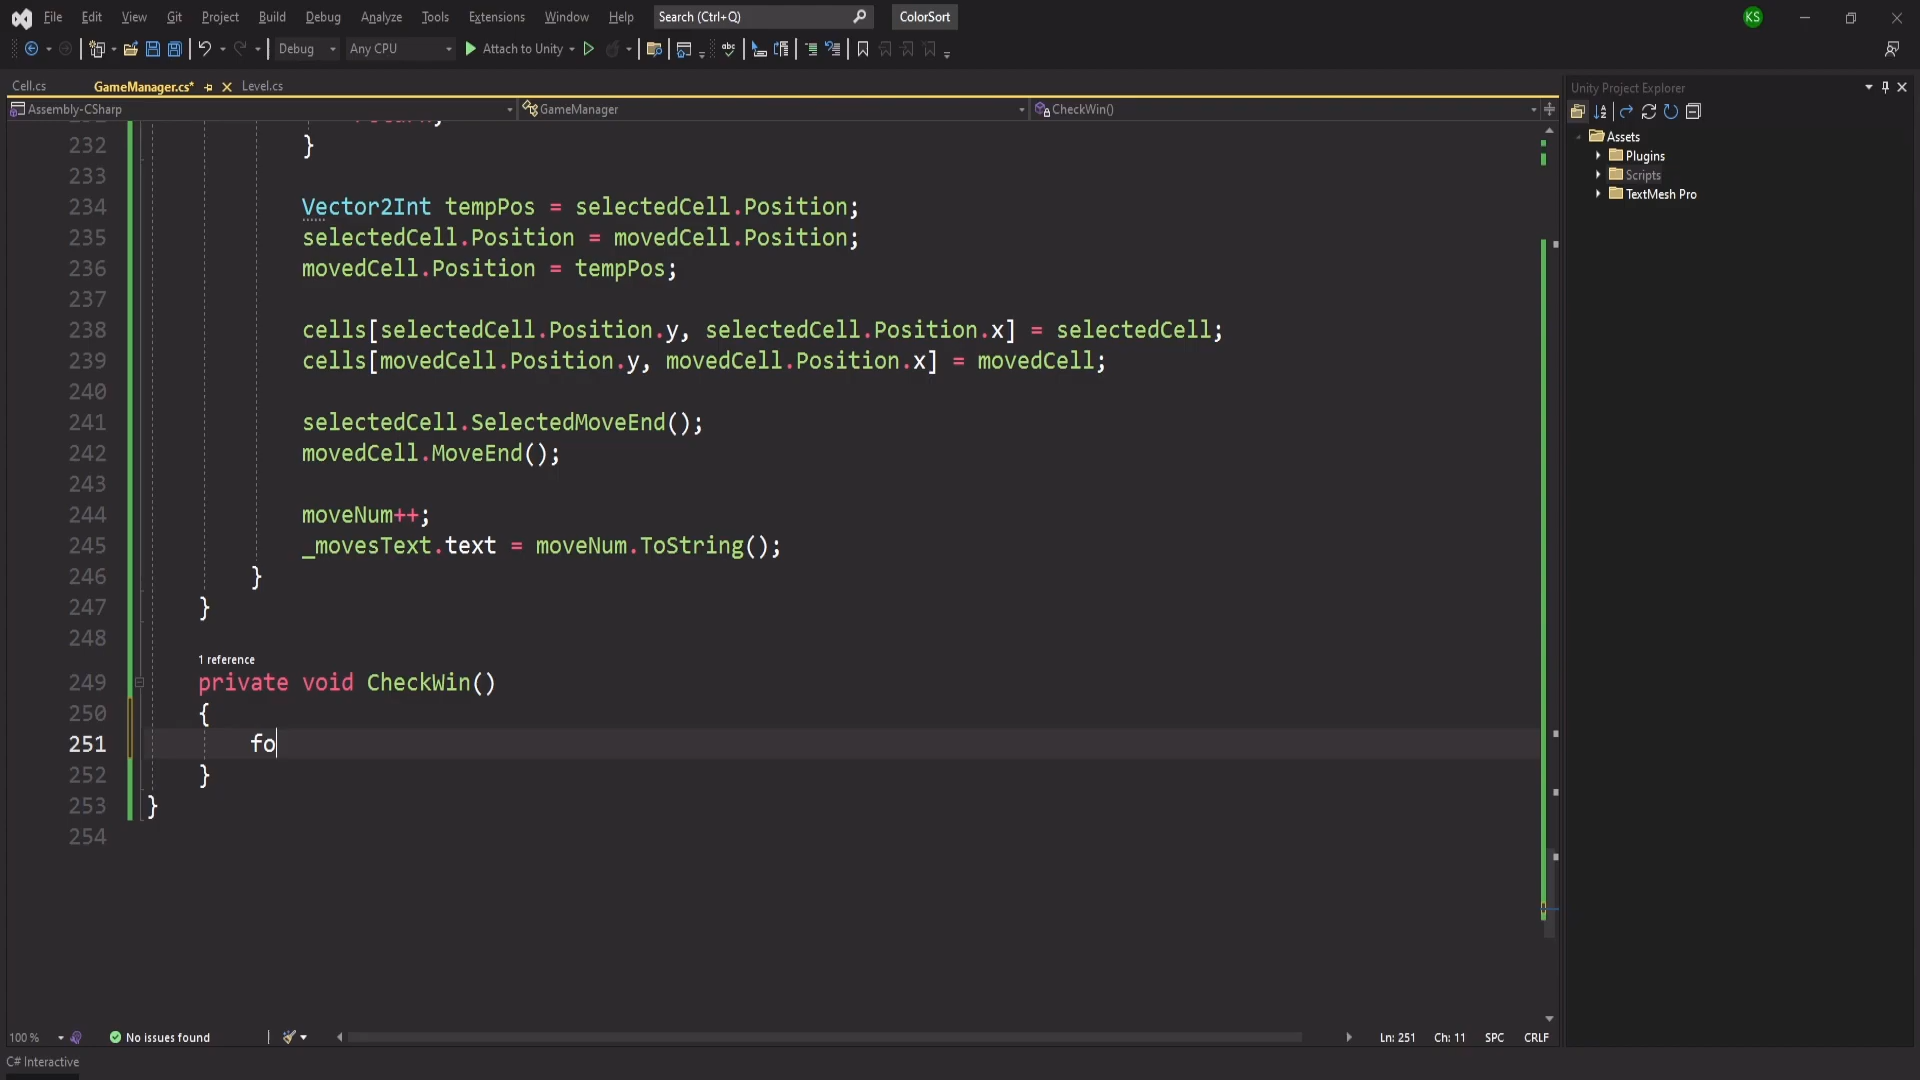 File Edit View Git Project Build Debug Analyze Tools Extensions Window Help Search (Ctrl+Q) ColorSort KS
Debug Any CPU Attach to Unity abc
Cell.cs GameManager.cs* Level.cs
Assembly-CSharp GameManager CheckWin()
232 }
233
234 Vector2Int tempPos = selectedCell.Position;
235 selectedCell.Position = movedCell.Position;
236 movedCell.Position = tempPos;
237
238 cells[selectedCell.Position.y, selectedCell.Position.x] = selectedCell;
239 cells[movedCell.Position.y, movedCell.Position.x] = movedCell;
240
241 selectedCell.SelectedMoveEnd();
242 movedCell.MoveEnd();
243
244 moveNum++;
245 _movesText.text = moveNum.ToString();
246 }
247 }
248
1 reference
249 private void CheckWin()
250 {
251 fo
252 }
253 }
254
Unity Project Explorer
Assets
Plugins
Scripts
TextMesh Pro
100 % No issues found Ln: 251 Ch: 11 SPC CRLF
C# Interactive